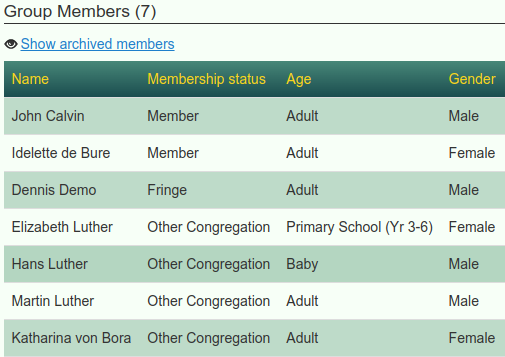 Group Members (7)
Show archived members
Name Membership status Age Gender
John Calvin Member Adult Male
Idelette de Bure Member Adult Female
Dennis Demo Fringe Adult Male
Elizabeth Luther Other Congregation Primary School (Yr 3-6) Female
Hans Luther Other Congregation Baby Male
Martin Luther Other Congregation Adult Male
Katharina von Bora Other Congregation Adult Female